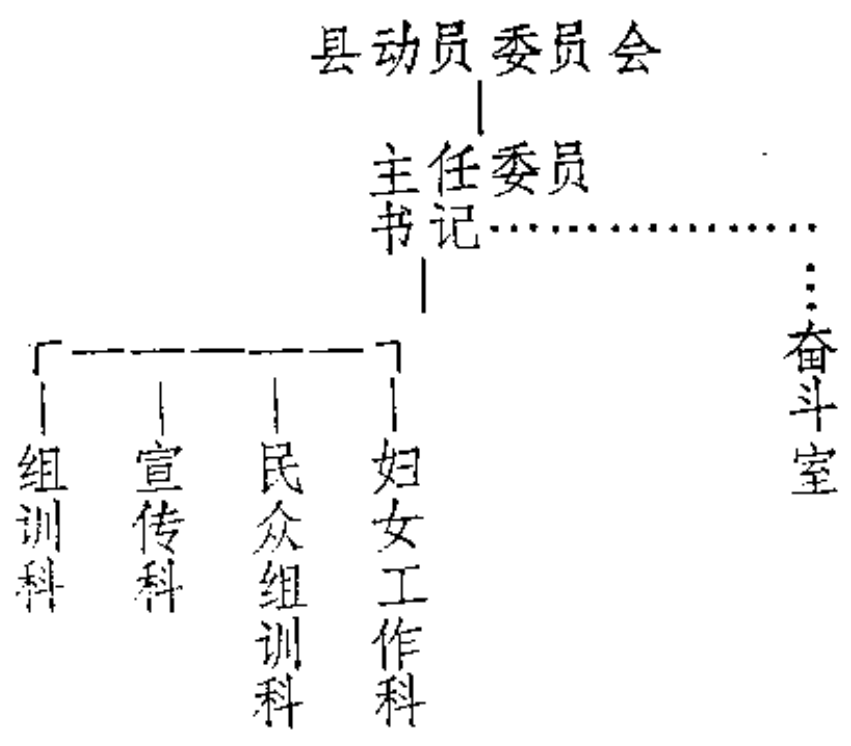 县动员委员会
主任委员
书记
奋斗室
组训科
宣传科
民众组训科
妇女工作科